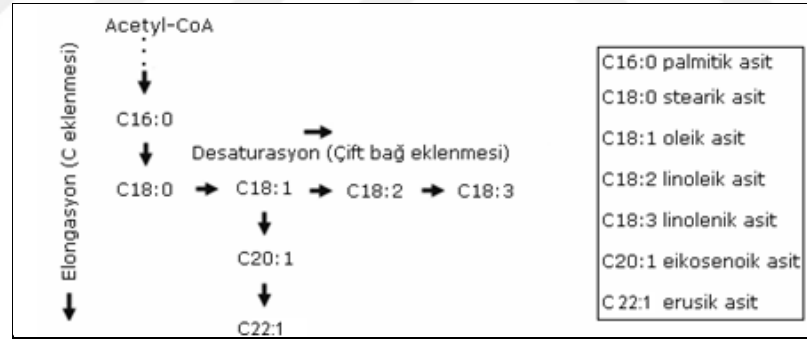 Acetyl-CoA
Elongasyon (C eklenmesi)
C16:0
Desaturasyon (Çift bağ eklenmesi)
C18:0 C18:1 C18:2 C18:3
C20:1
C22:1
C16:0 palmitik asit
C18:0 stearik asit
C18:1 oleik asit
C18:2 linoleik asit
C18:3 linolenik asit
C20:1 eikosenoik asit
C 22:1 erusik asit